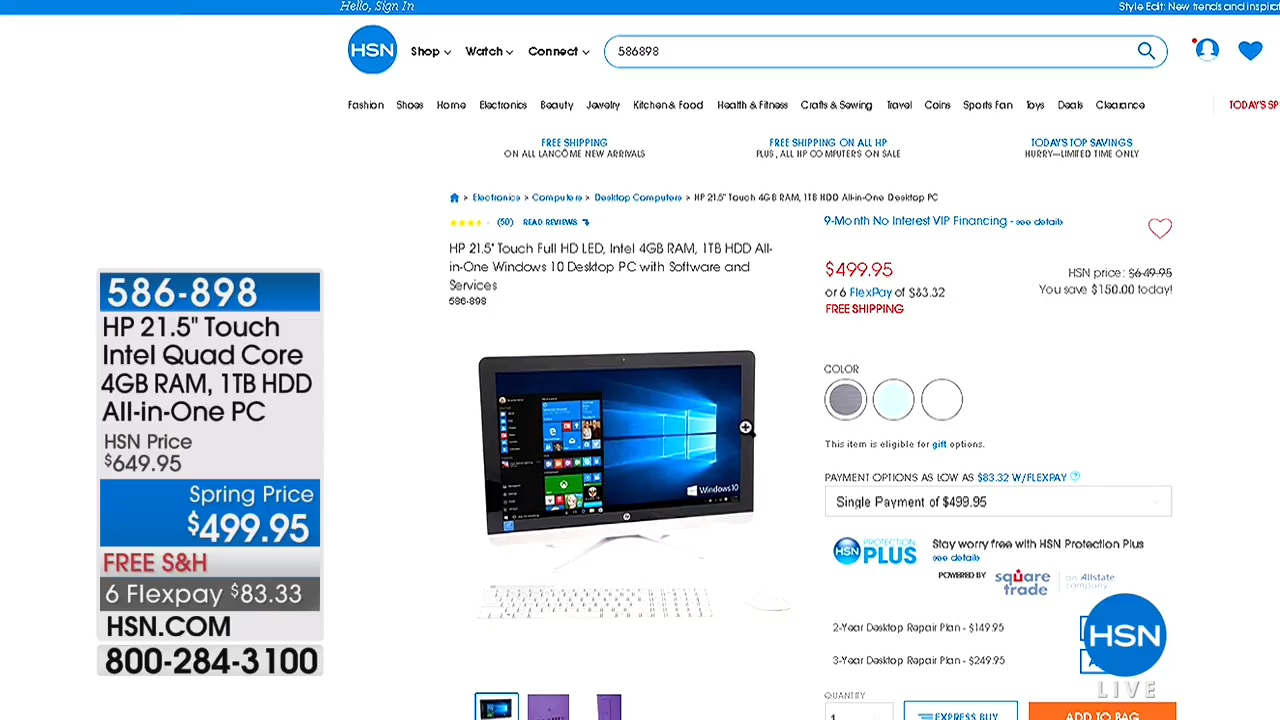 Hello, Sign In
Style Edit: New trends and inspirat
HSN
Shop
Watch
Connect
586898
Fashion Shoes Home Electronics Beauty Jewelry Kitchen & Food Health & Fitness Crafts & Sewing Travel Coins Sports Fan Toys Deals Clearance
TODAY'S SP
FREE SHIPPING
ON ALL LANCÔME NEW ARRIVALS
FREE SHIPPING ON ALL HP
PLUS, ALL HP COMPUTERS ON SALE
TODAY'S TOP SAVINGS
HURRY—LIMITED TIME ONLY
> Electronics > Computers > Desktop Computers > HP 21.5" Touch 4GB RAM, 1TB HDD All-in-One Desktop PC
(50) READ REVIEWS
HP 21.5" Touch Full HD LED, Intel 4GB RAM, 1TB HDD All-
in-One Windows 10 Desktop PC with Software and
Services
586-898
9-Month No Interest VIP Financing - see details
$499.95
HSN price: $649.95
or 6 FlexPay of $83.32
You save $150.00 today!
FREE SHIPPING
COLOR
This item is eligible for gift options.
PAYMENT OPTIONS AS LOW AS $83.32 W/FLEXPAY
Single Payment of $499.95
HSN
PROTECTION
PLUS
Stay worry free with HSN Protection Plus
see details
POWERED BY
square
trade
an Allstate
company
2-Year Desktop Repair Plan - $149.95
3-Year Desktop Repair Plan - $249.95
QUANTITY
1
EXPRESS BUY
ADD TO BAG
Windows 10
hp
586-898
HP 21.5" Touch
Intel Quad Core
4GB RAM, 1TB HDD
All-in-One PC
HSN Price
$649.95
Spring Price
$499.95
FREE S&H
6 Flexpay $83.33
HSN.COM
800-284-3100
HSN
LIVE